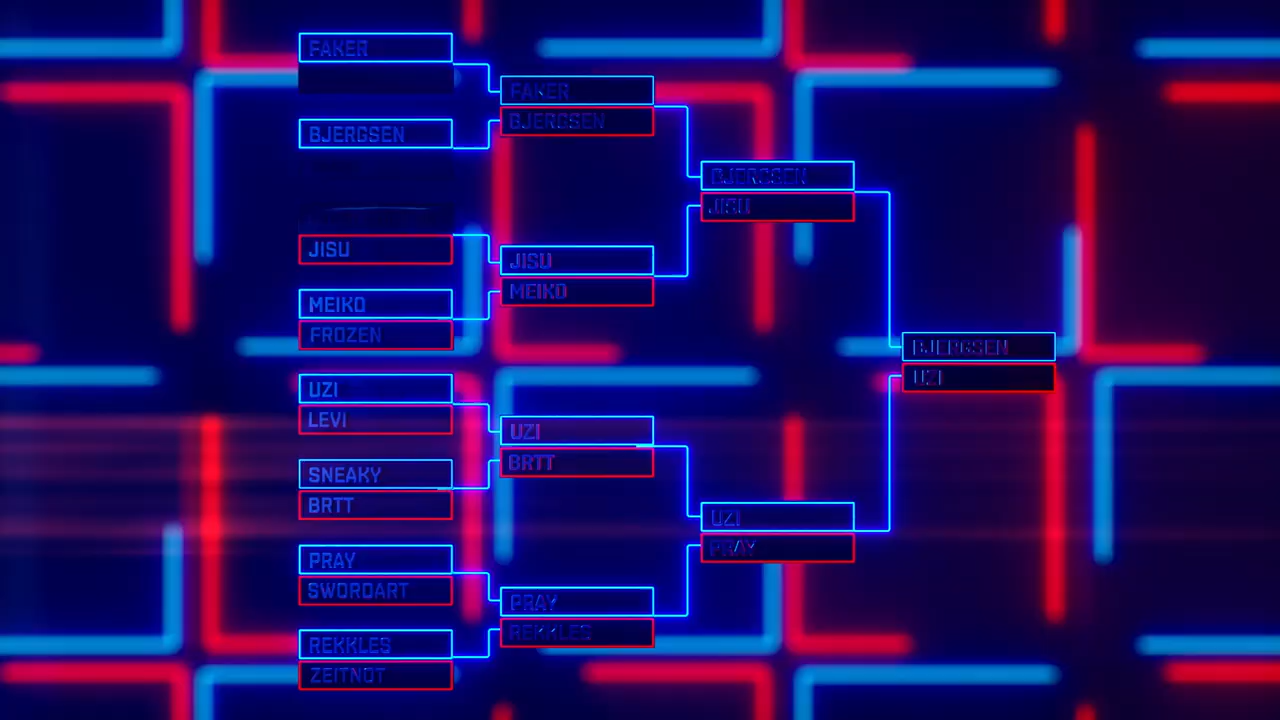 FAKER
BJERGSEN
JISU
MEIKO
FROZEN
UZI
LEVI
SNEAKY
BRTT
PRAY
SWORDART
REKKLES
ZEITNOT
FAKER
BJERGSEN
JISU
MEIKO
UZI
BRTT
PRAY
REKKLES
BJERGSEN
JISU
UZI
PRAY
BJERGSEN
UZI